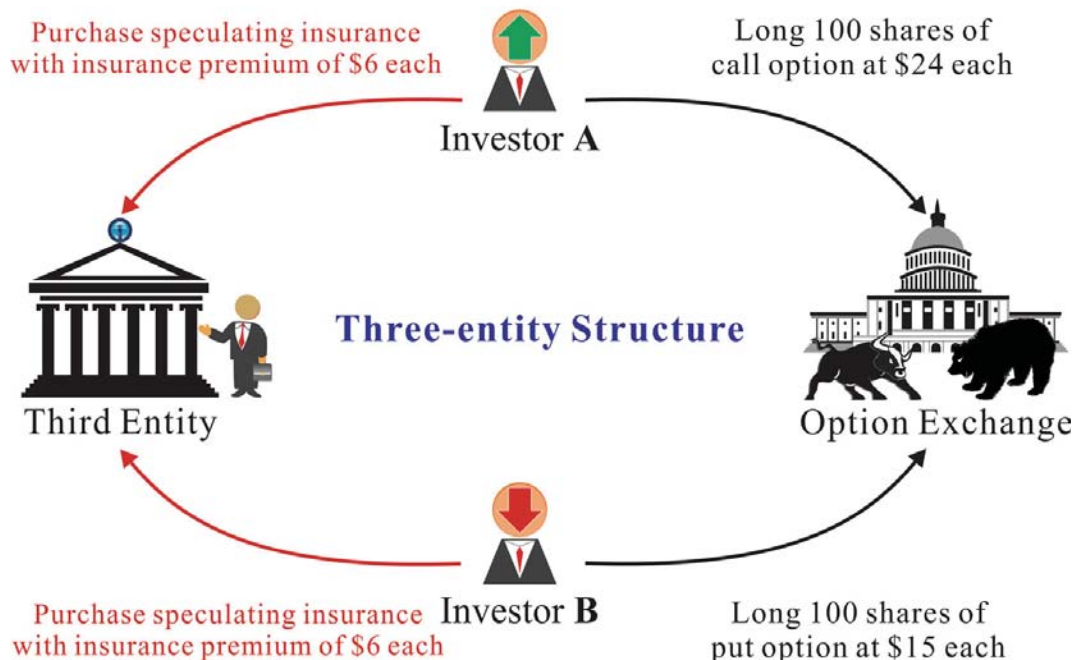 Purchase speculating insurance
with insurance premium of $6 each
Long 100 shares of
call option at $24 each
Investor A
Three-entity Structure
Third Entity
Option Exchange
Investor B
Purchase speculating insurance
with insurance premium of $6 each
Long 100 shares of
put option at $15 each